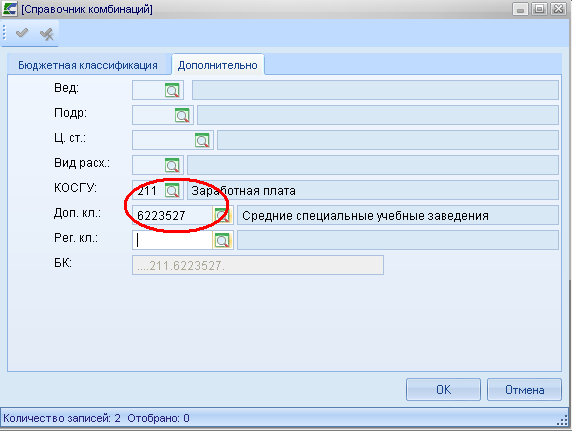 [Справочник комбинаций]
Бюджетная классификация Дополнительно
Вед:
Подр:
Ц. ст.:
Вид расх.:
КОСГУ: 211 Заработная плата
Доп. кл.: 6223527 Средние специальные учебные заведения
Рег. кл.:
БК: ....211.6223527.
OK Отмена
Количество записей: 2 Отобрано: 0